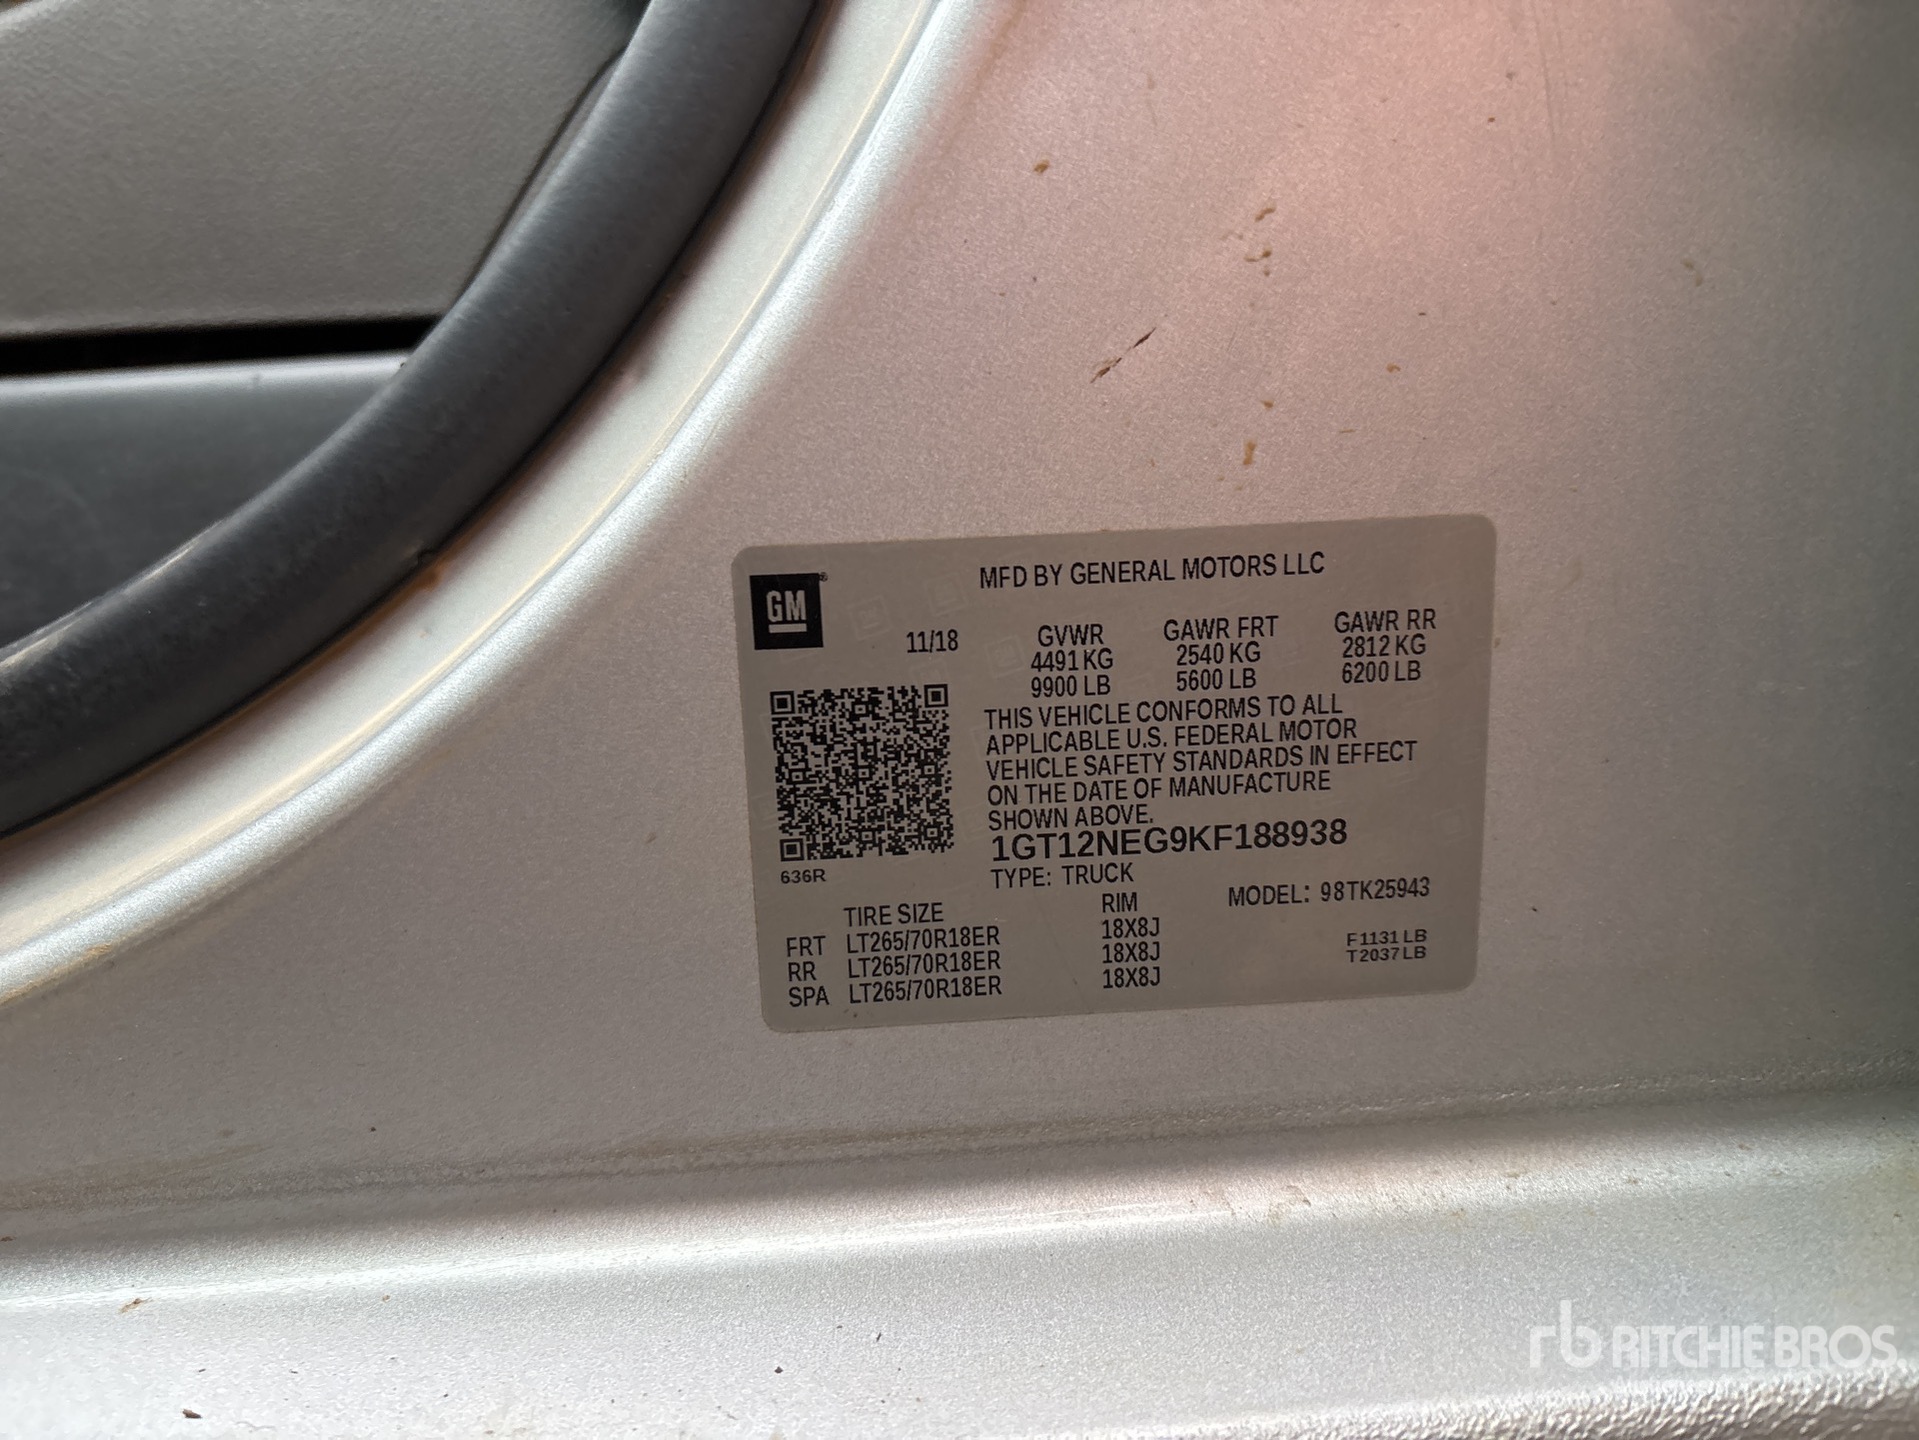 GM
MFD BY GENERAL MOTORS LLC
11/18 GVWR GAWR FRT GAWR RR
4491 KG 2540 KG 2812 KG
9900 LB 5600 LB 6200 LB
THIS VEHICLE CONFORMS TO ALL
APPLICABLE U.S. FEDERAL MOTOR
VEHICLE SAFETY STANDARDS IN EFFECT
ON THE DATE OF MANUFACTURE
SHOWN ABOVE.
1GT12NEG9KF188938
636R
TYPE: TRUCK
MODEL: 98TK25943
TIRE SIZE RIM
FRT LT265/70R18ER 18X8J
RR LT265/70R18ER 18X8J
SPA LT265/70R18ER 18X8J
F1131 LB
T2037 LB
rb RITCHIE BROS.